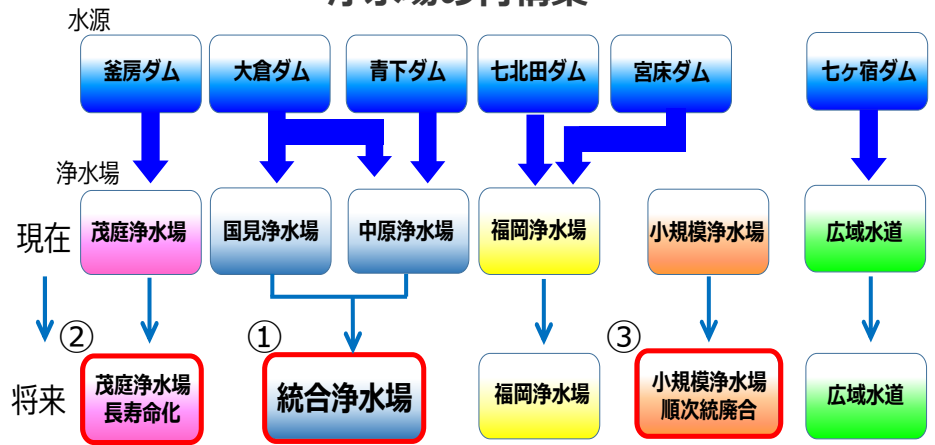 水源
釜房ダム
大倉ダム
青下ダム
七北田ダム
宮床ダム
七ヶ宿ダム
浄水場
現在
茂庭浄水場
国見浄水場
中原浄水場
福岡浄水場
小規模浄水場
広域水道
②
①
③
将来
茂庭浄水場
長寿命化
統合浄水場
福岡浄水場
小規模浄水場
順次統廃合
広域水道